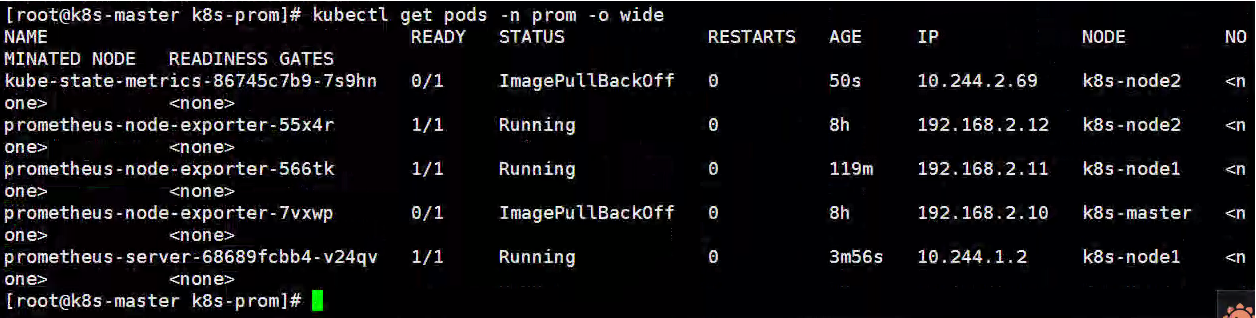 [root@k8s-master k8s-prom]# kubectl get pods -n prom -o wide
NAME READY STATUS RESTARTS AGE IP NODE NO
MINATED NODE READINESS GATES
kube-state-metrics-86745c7b9-7s9hn 0/1 ImagePullBackOff 0 50s 10.244.2.69 k8s-node2 <n
one> <none>
prometheus-node-exporter-55x4r 1/1 Running 0 8h 192.168.2.12 k8s-node2 <n
one> <none>
prometheus-node-exporter-566tk 1/1 Running 0 119m 192.168.2.11 k8s-node1 <n
one> <none>
prometheus-node-exporter-7vxwp 0/1 ImagePullBackOff 0 8h 192.168.2.10 k8s-master <n
one> <none>
prometheus-server-68689fcbb4-v24qv 1/1 Running 0 3m56s 10.244.1.2 k8s-node1 <n
one> <none>
[root@k8s-master k8s-prom]#